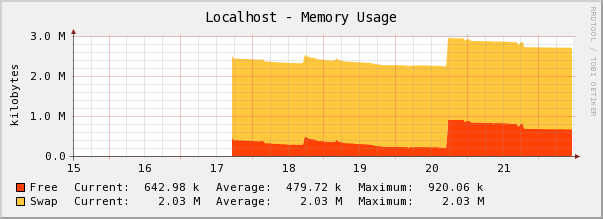 Localhost - Memory Usage
RRDTOOL / TOBI OETIKER
kilobytes
3.0 M
2.0 M
1.0 M
0.0
15 16 17 18 19 20 21
Free Current: 642.98 k Average: 479.72 k Maximum: 920.06 k
Swap Current: 2.03 M Average: 2.03 M Maximum: 2.03 M